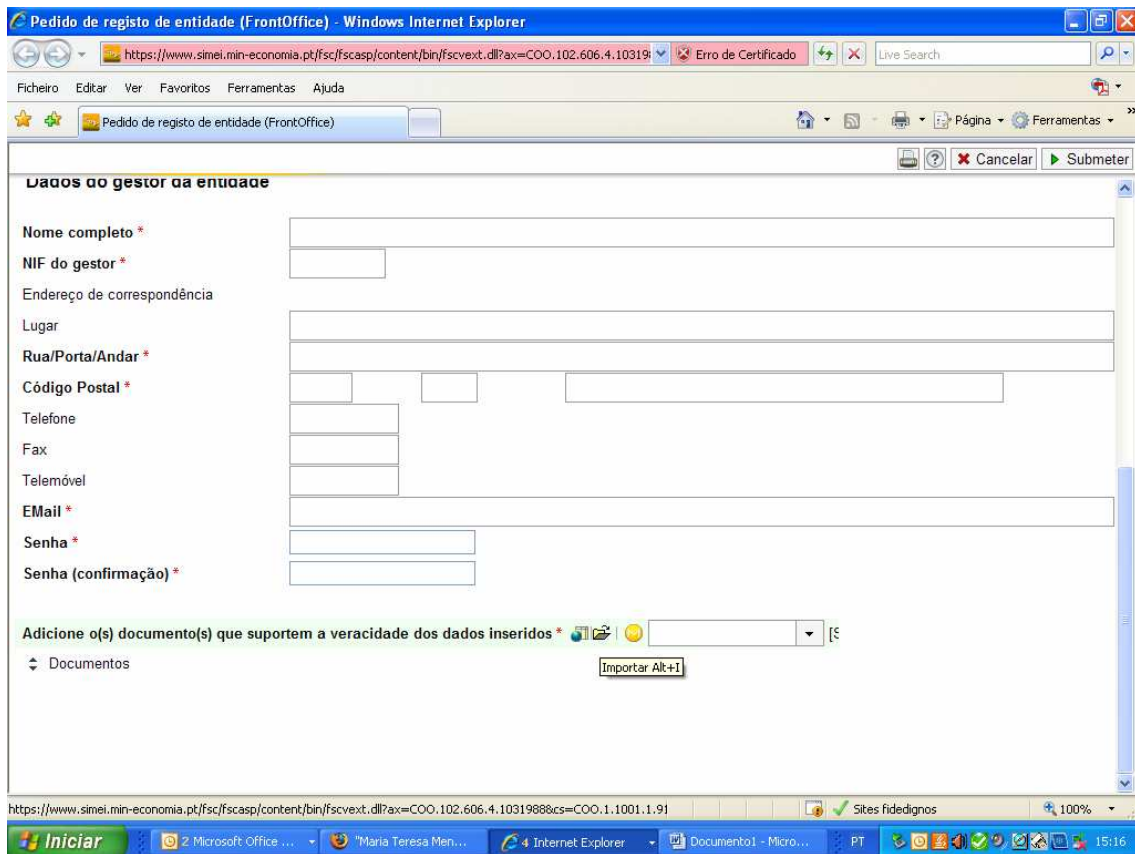 Pedido de registo de entidade (FrontOffice) - Windows Internet Explorer
https://www.simei.min-economia.pt/fsc/fscasp/content/bin/fscvext.dll?ax=COO.102.606.4.10319 Erro de Certificado Live Search
Ficheiro Editar Ver Favoritos Ferramentas Ajuda
Pedido de registo de entidade (FrontOffice) Página Ferramentas
Cancelar Submeter
Dados do gestor da entidade
Nome completo *
NIF do gestor *
Endereço de correspondência
Lugar
Rua/Porta/Andar *
Código Postal *
Telefone
Fax
Telemóvel
EMail *
Senha *
Senha (confirmação) *
Adicione o(s) documento(s) que suportem a veracidade dos dados inseridos * [S
Documentos
Importar Alt+I
https://www.simei.min-economia.pt/fsc/fscasp/content/bin/fscvext.dll?ax=COO.102.606.4.1031988&cs=COO.1.1001.1.91 Sites fidedignos 100%
Iniciar 2 Microsoft Office ... "Maria Teresa Men... 4 Internet Explorer Documento1 - Micro... PT 15:16